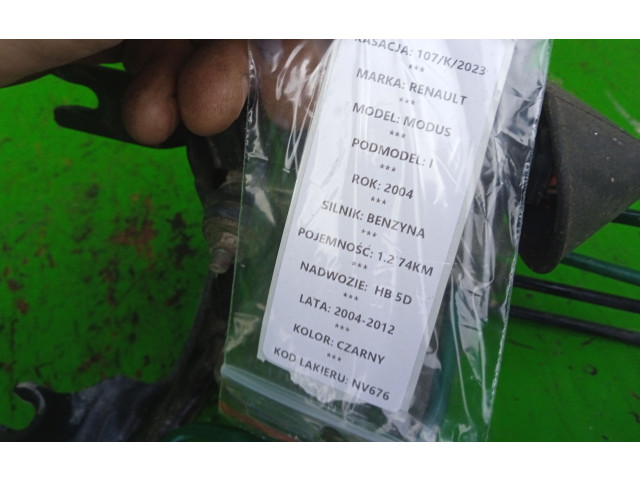 KASACJA: 107/K/2023
***
MARKA: RENAULT
***
MODEL: MODUS
***
PODMODEL: I
***
ROK: 2004
***
SILNIK: BENZYNA
***
POJEMNOŚĆ: 1.2 74KM
***
NADWOZIE: HB 5D
***
LATA: 2004-2012
***
KOLOR: CZARNY
***
KOD LAKIERU: NV676